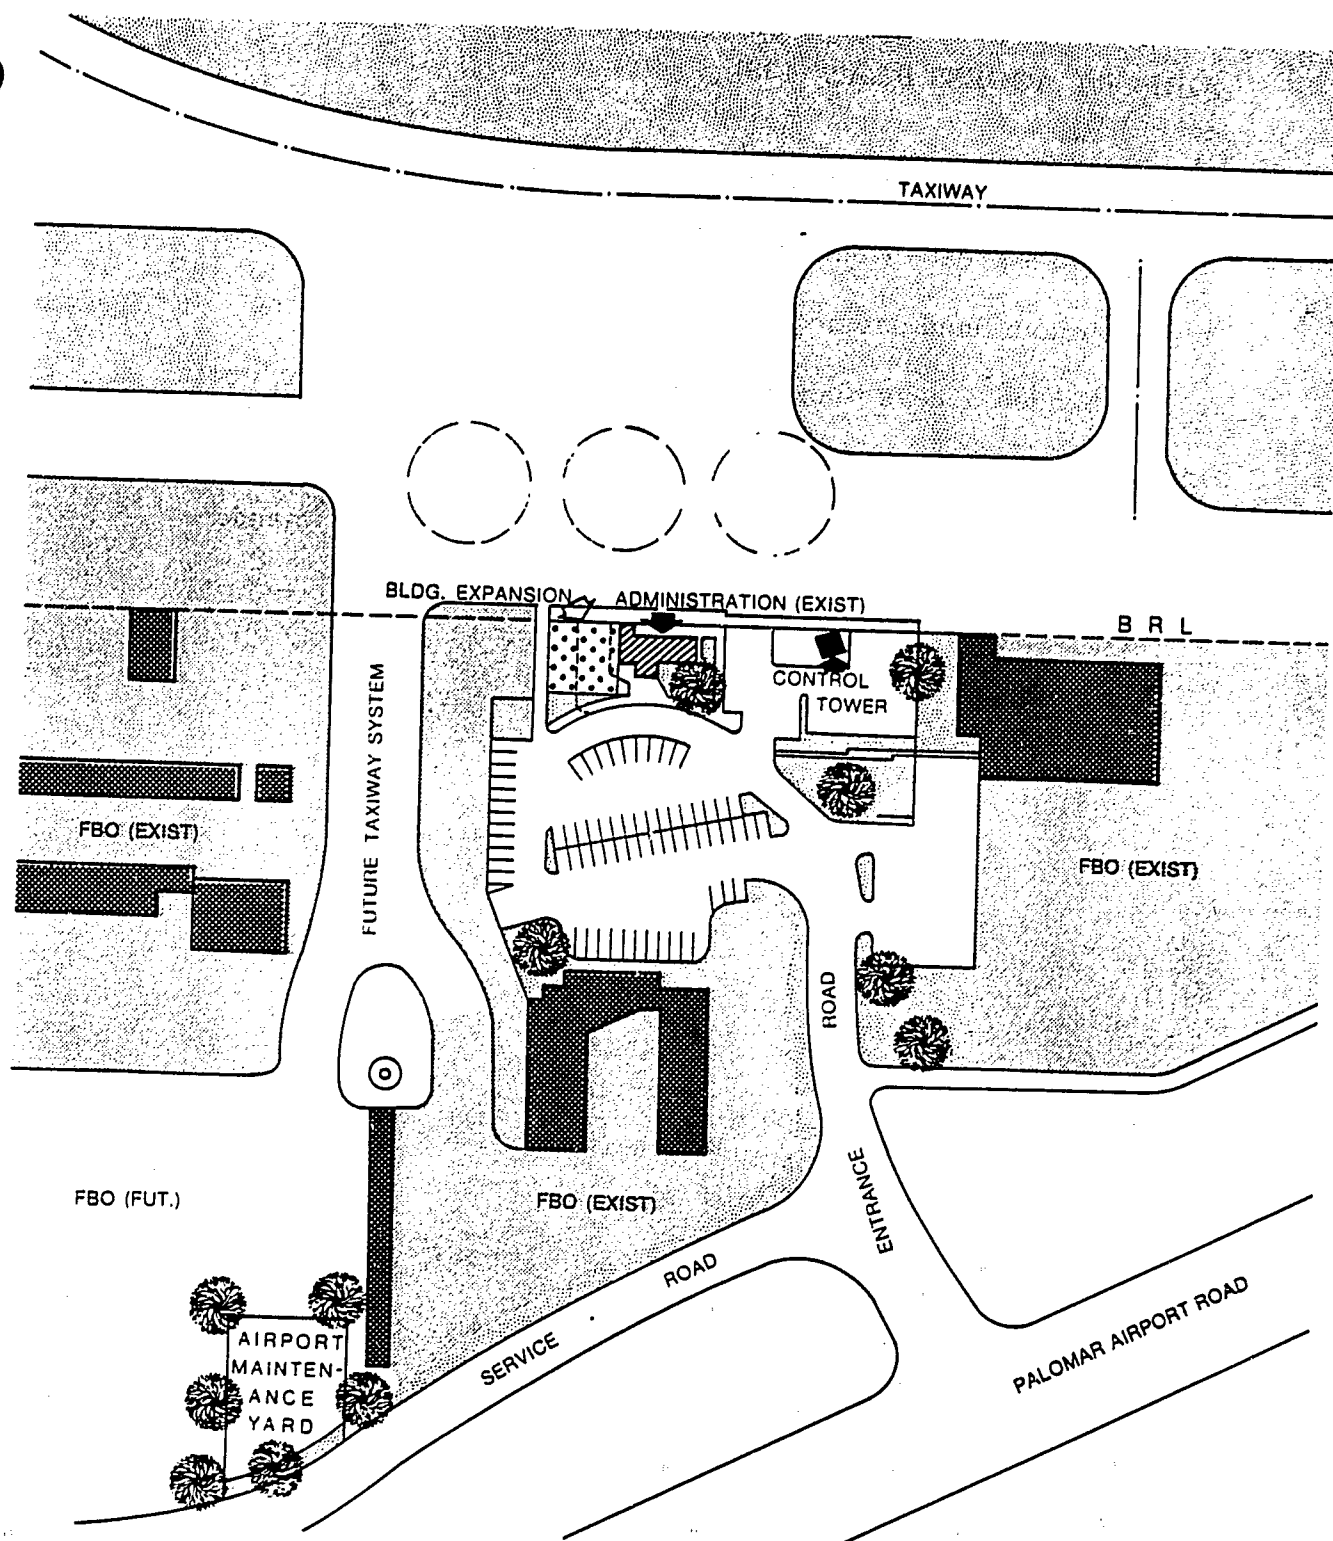 TAXIWAY
BLDG. EXPANSION
ADMINISTRATION (EXIST)
B R L
CONTROL
TOWER
FUTURE TAXIWAY SYSTEM
FBO (EXIST)
FBO (EXIST)
ROAD
ENTRANCE
FBO (FUT.)
FBO (EXIST)
SERVICE ROAD
PALOMAR AIRPORT ROAD
AIRPORT
MAINTEN-
ANCE
YARD